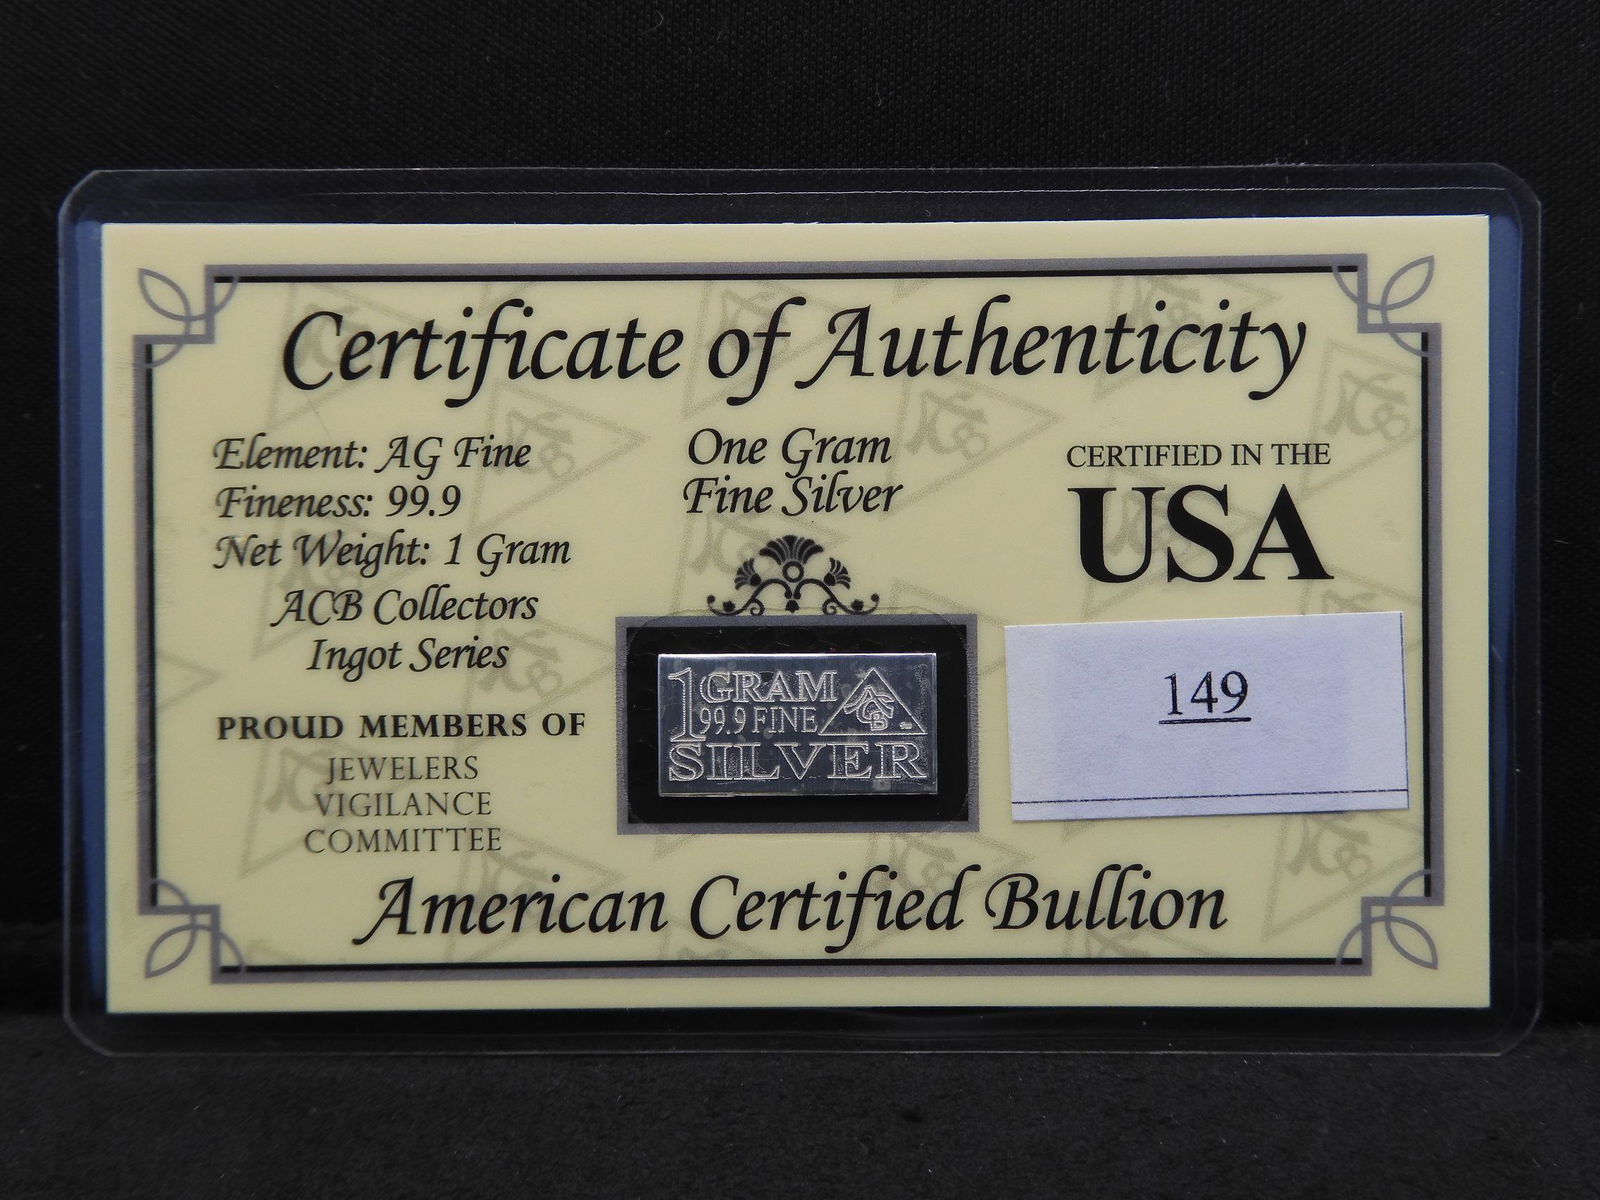 Certificate of Authenticity
Element: AG Fine
Fineness: 99.9
Net Weight: 1 Gram
ACB Collectors
Ingot Series
PROUD MEMBERS OF
JEWELERS
VIGILANCE
COMMITTEE
One Gram
Fine Silver
1 GRAM
99.9 FINE
ACB
SILVER
CERTIFIED IN THE
USA
149
American Certified Bullion